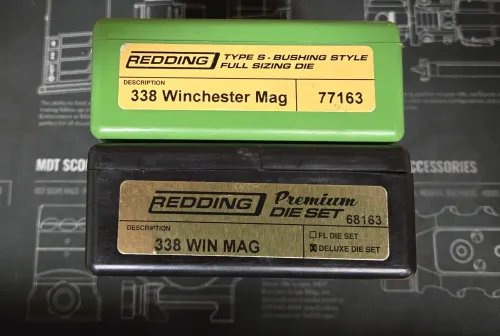 REDDING
TYPE S - BUSHING STYLE
FULL SIZING DIE
DESCRIPTION
338 Winchester Mag
77163
MDT SCO
CCESSORIES
REDDING
Premium
DIE SET
68163
DESCRIPTION
338 WIN MAG
☐ FL DIE SET
☒ DELUXE DIE SET